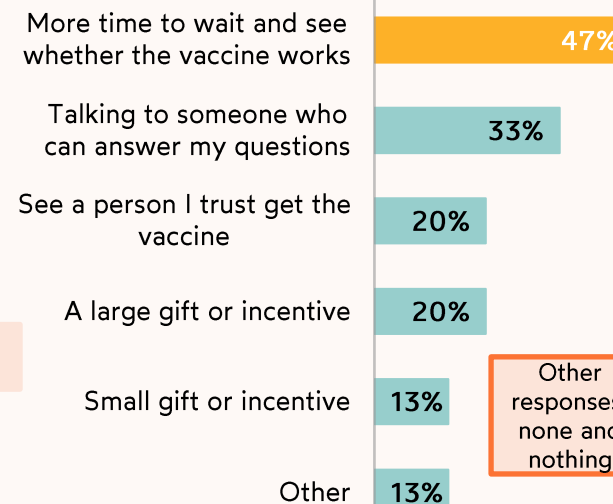 More time to wait and see
whether the vaccine works
47%
Talking to someone who
can answer my questions
33%
See a person I trust get the
vaccine
20%
A large gift or incentive
20%
Small gift or incentive
13%
Other
responses
none and
nothing
Other
13%